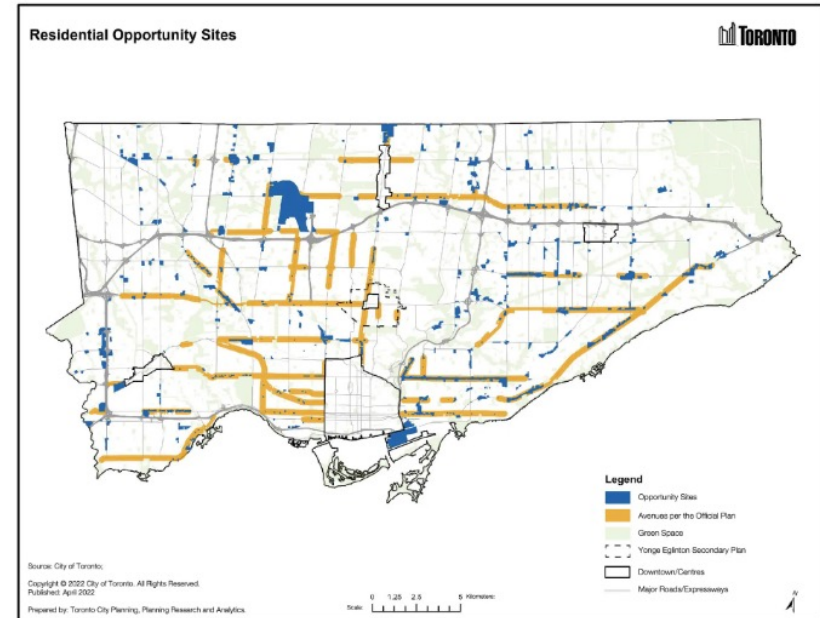 Residential Opportunity Sites
TORONTO
Legend
Opportunity Sites
Avenues per the Official Plan
Green Space
Yonge Eglinton Secondary Plan
Downtown/Centres
Major Roads/Expressways
Source: City of Toronto;
Copyright © 2022 City of Toronto. All Rights Reserved.
Published: April 2022
Prepared by: Toronto City Planning, Planning Research and Analytics.
Scale 0 1.25 2.5 5 Kilometers
N